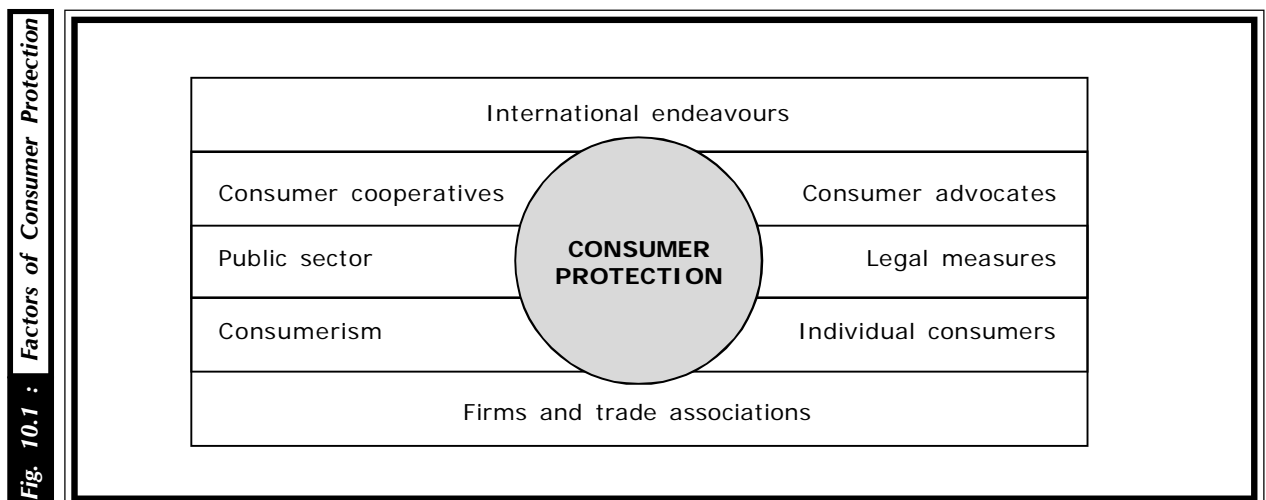 Fig. 10.1 : Factors of Consumer Protection
International endeavours
Consumer cooperatives
Consumer advocates
CONSUMER
PROTECTION
Public sector
Legal measures
Consumerism
Individual consumers
Firms and trade associations